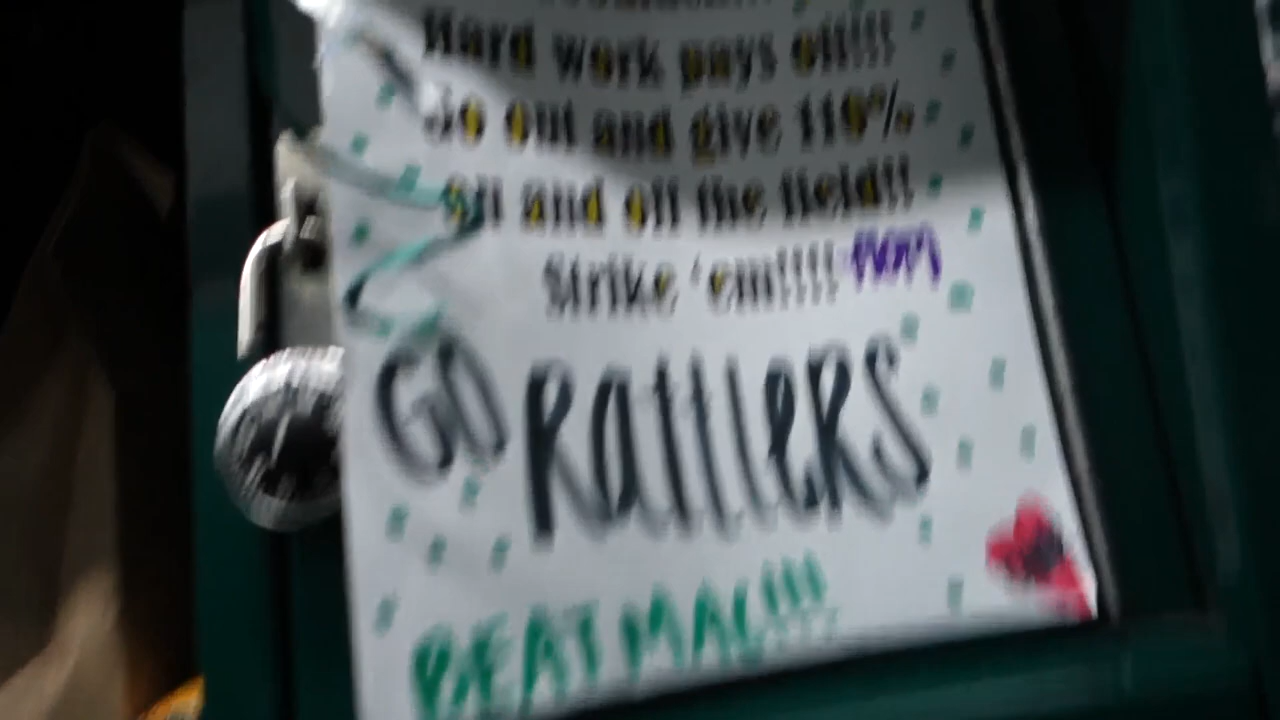 Hard work pays off!!!
Go out and give 110%
on and off the field!!
Strike 'em!!!!
GO RattlERS
BEAT MAC!!!